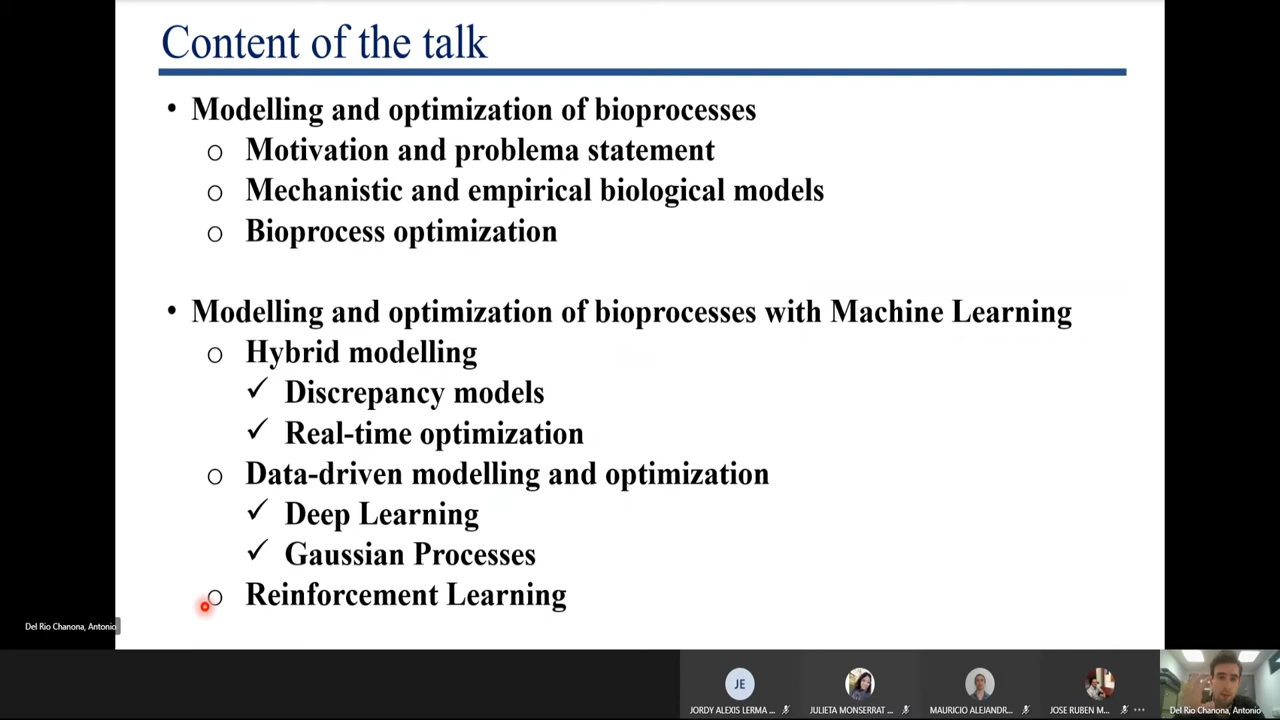 Content of the talk
• Modelling and optimization of bioprocesses
o Motivation and problema statement
o Mechanistic and empirical biological models
o Bioprocess optimization
• Modelling and optimization of bioprocesses with Machine Learning
o Hybrid modelling
✓ Discrepancy models
✓ Real-time optimization
o Data-driven modelling and optimization
✓ Deep Learning
✓ Gaussian Processes
o Reinforcement Learning
Del Rio Chanona, Antonio
JE
JORDY ALEXIS LERMA ...
JULIETA MONSERRAT ...
MAURICIO ALEJANDR...
JOSE RUBEN M...
Del Rio Chanona, Antonio